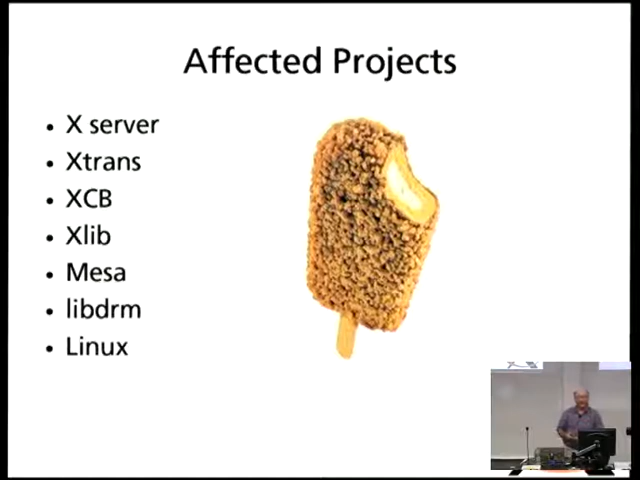 Affected Projects
• X server
• Xtrans
• XCB
• Xlib
• Mesa
• libdrm
• Linux